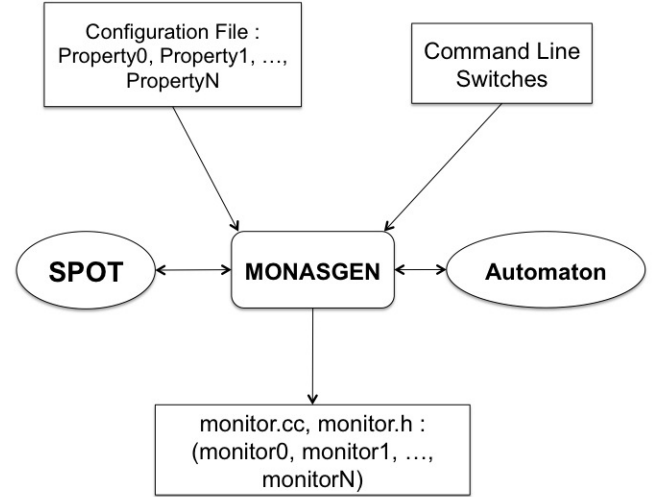 Configuration File :
Property0, Property1, ...,
PropertyN
Command Line
Switches
SPOT
MONASGEN
Automaton
monitor.cc, monitor.h :
(monitor0, monitor1, ...,
monitorN)